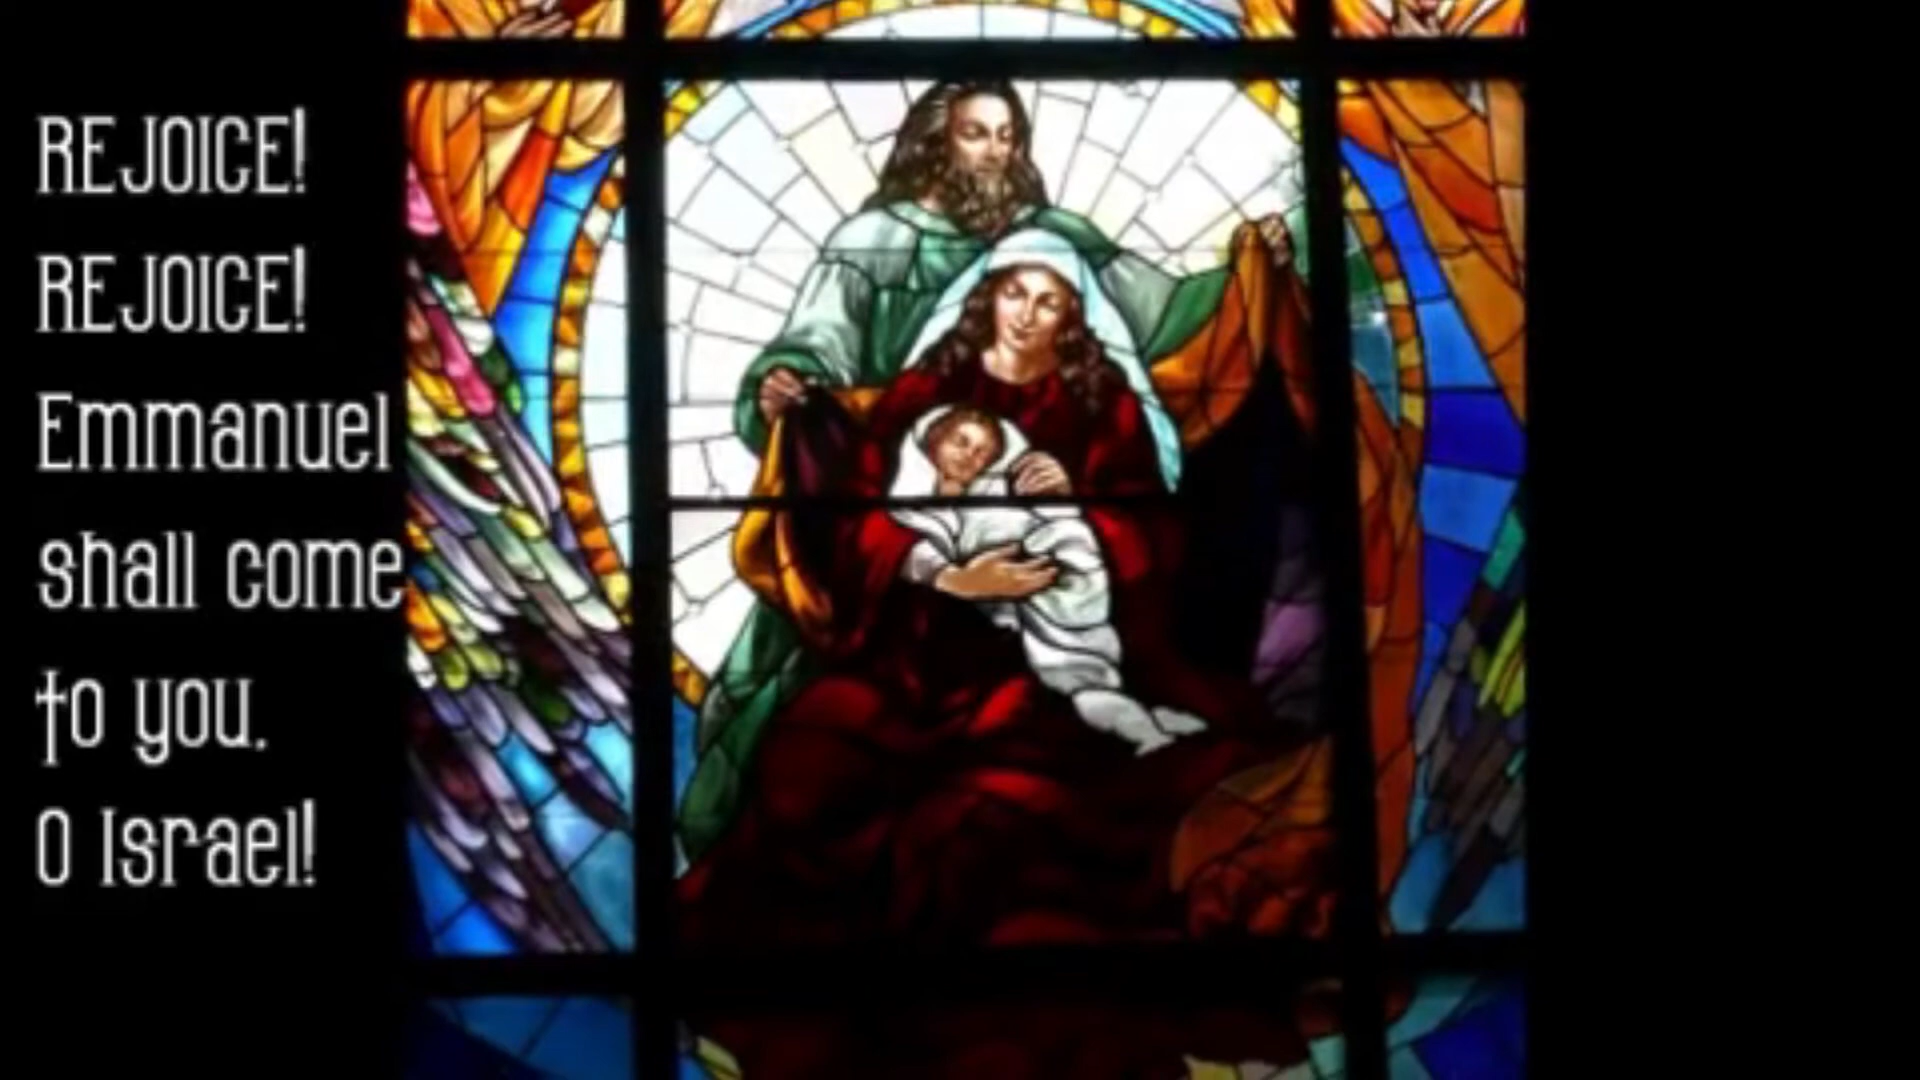 REJOICE!
REJOICE!
Emmanuel
shall come
to you,
O Israel!